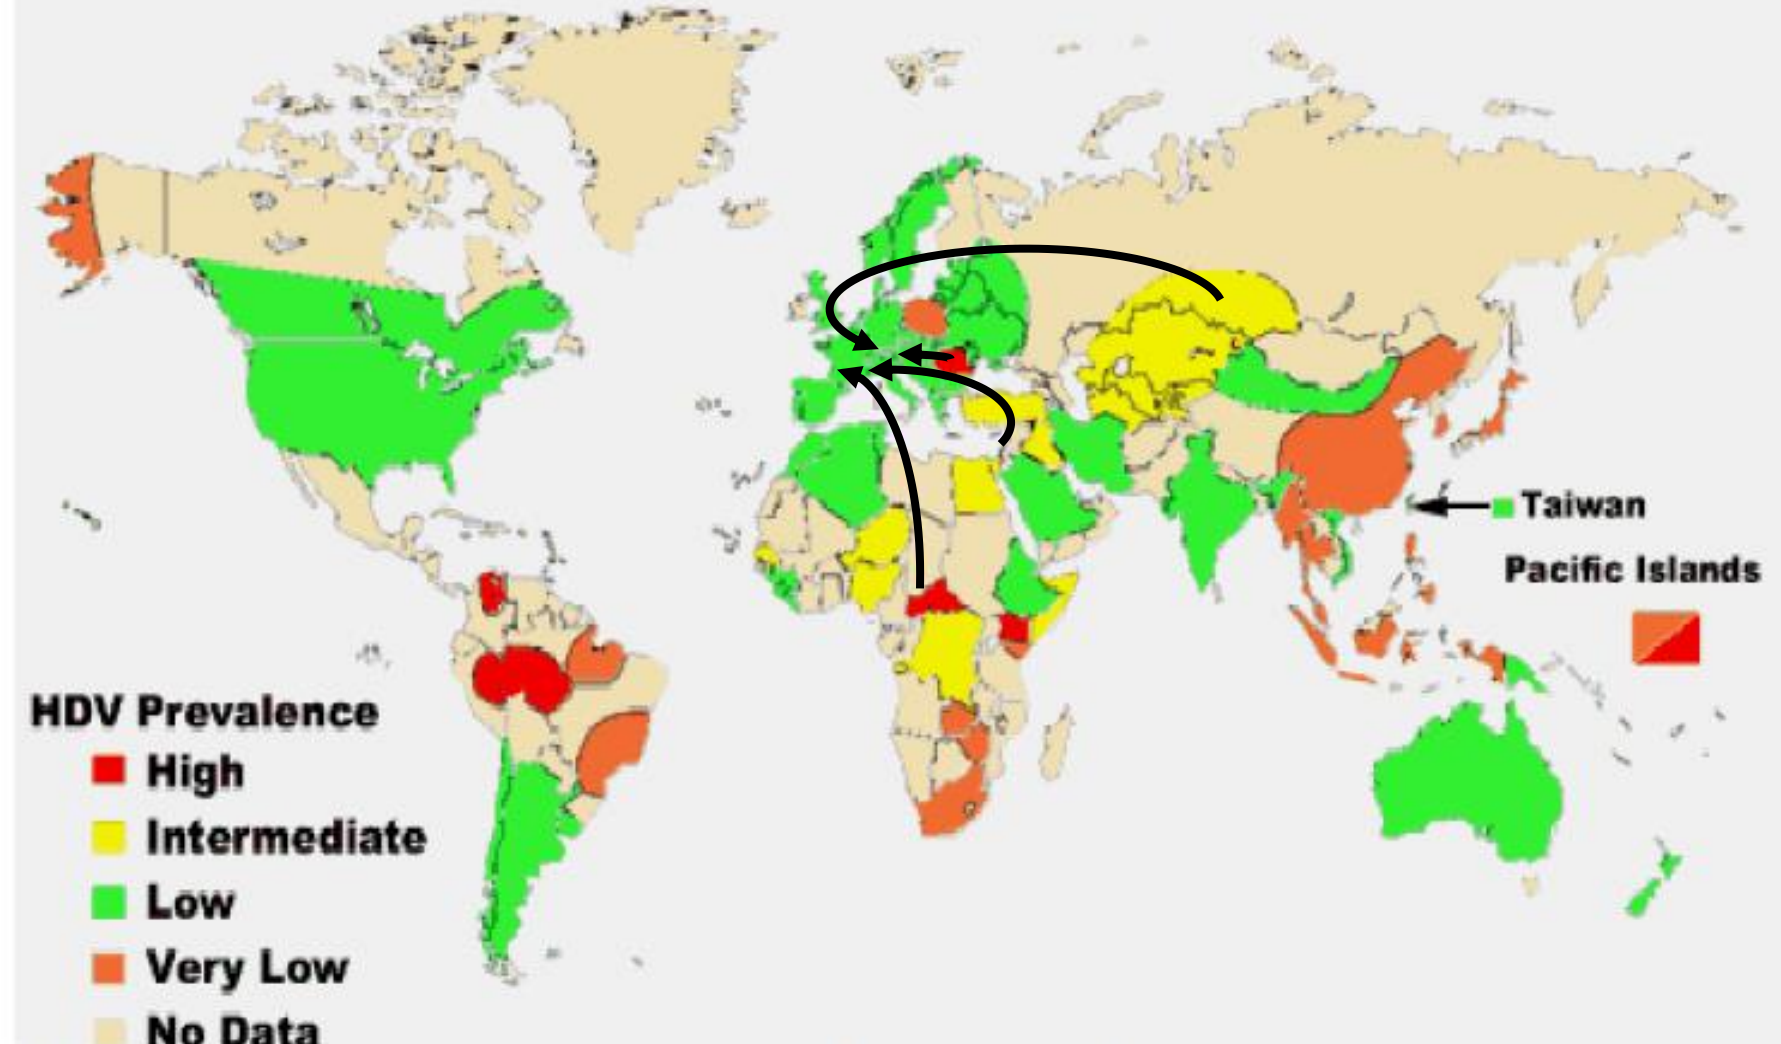 Taiwan
Pacific Islands
HDV Prevalence
High
Intermediate
Low
Very Low
No Data